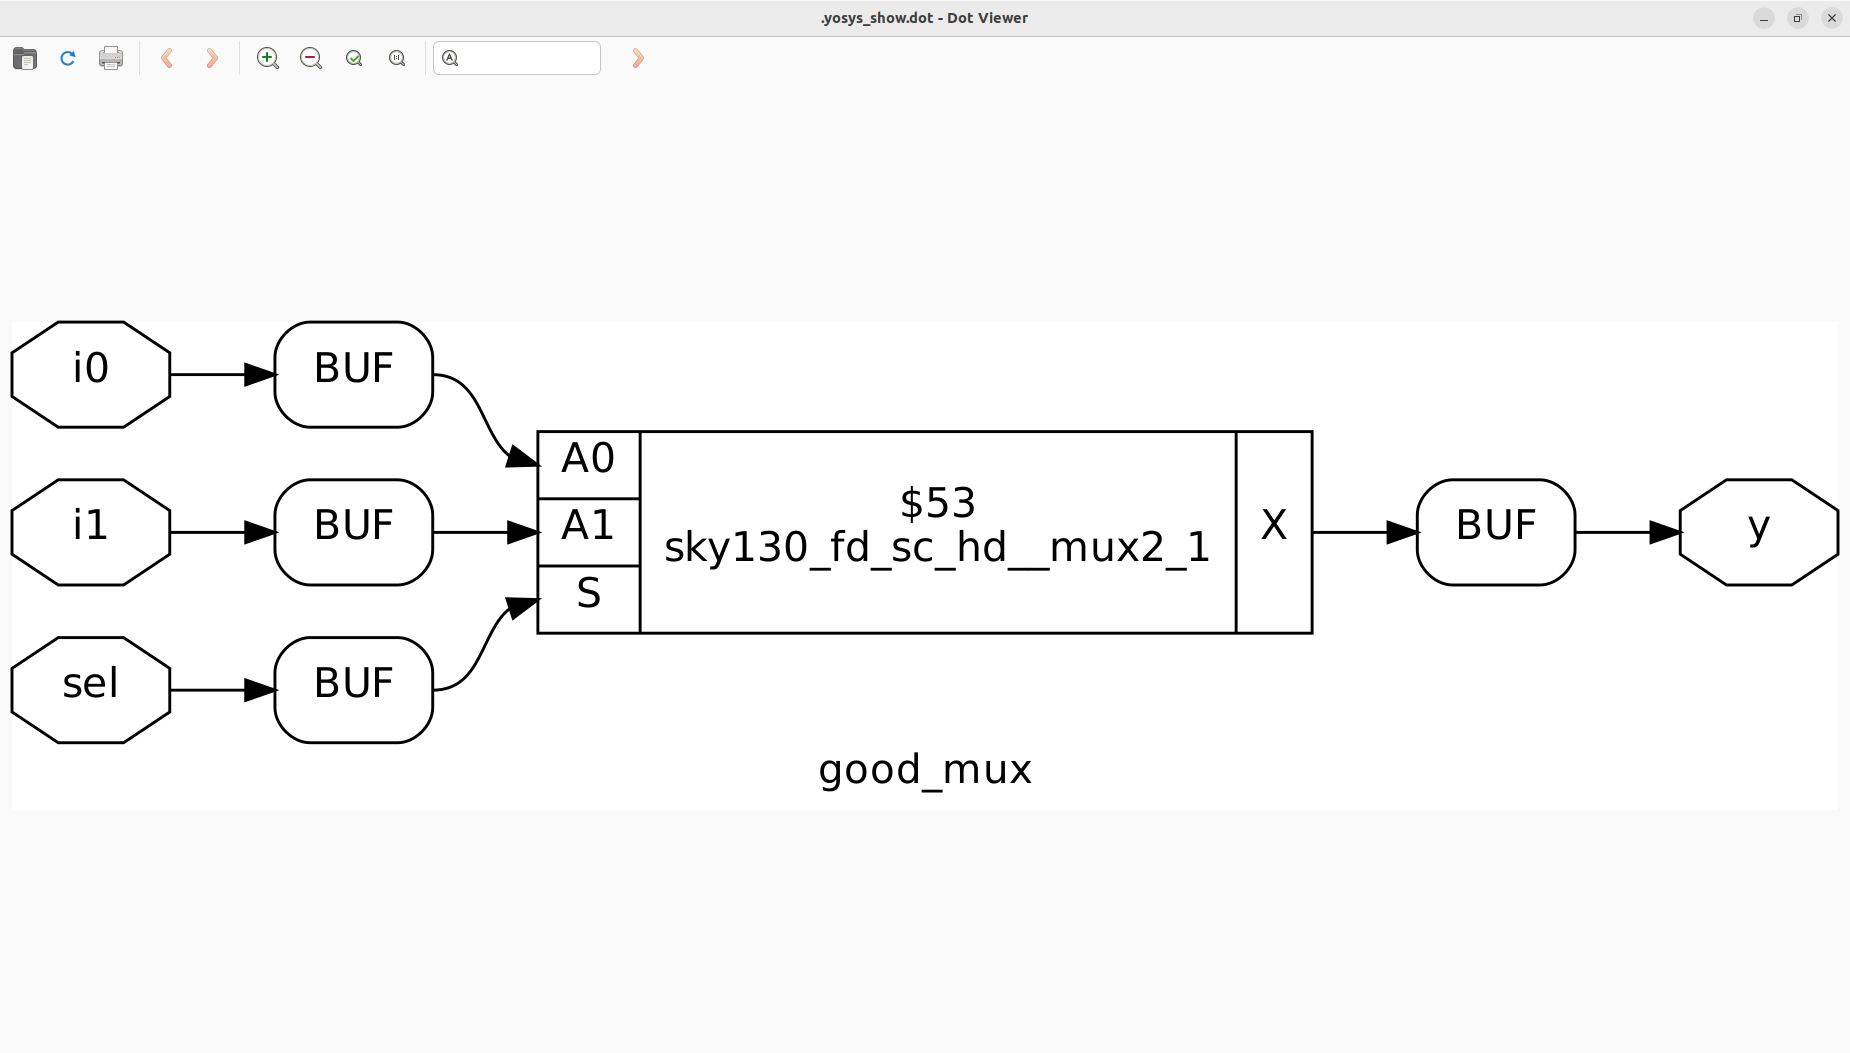 .yosys_show.dot - Dot Viewer
i0
BUF
A0
i1
BUF
A1
$53
sky130_fd_sc_hd__mux2_1
X
BUF
y
S
sel
BUF
good_mux